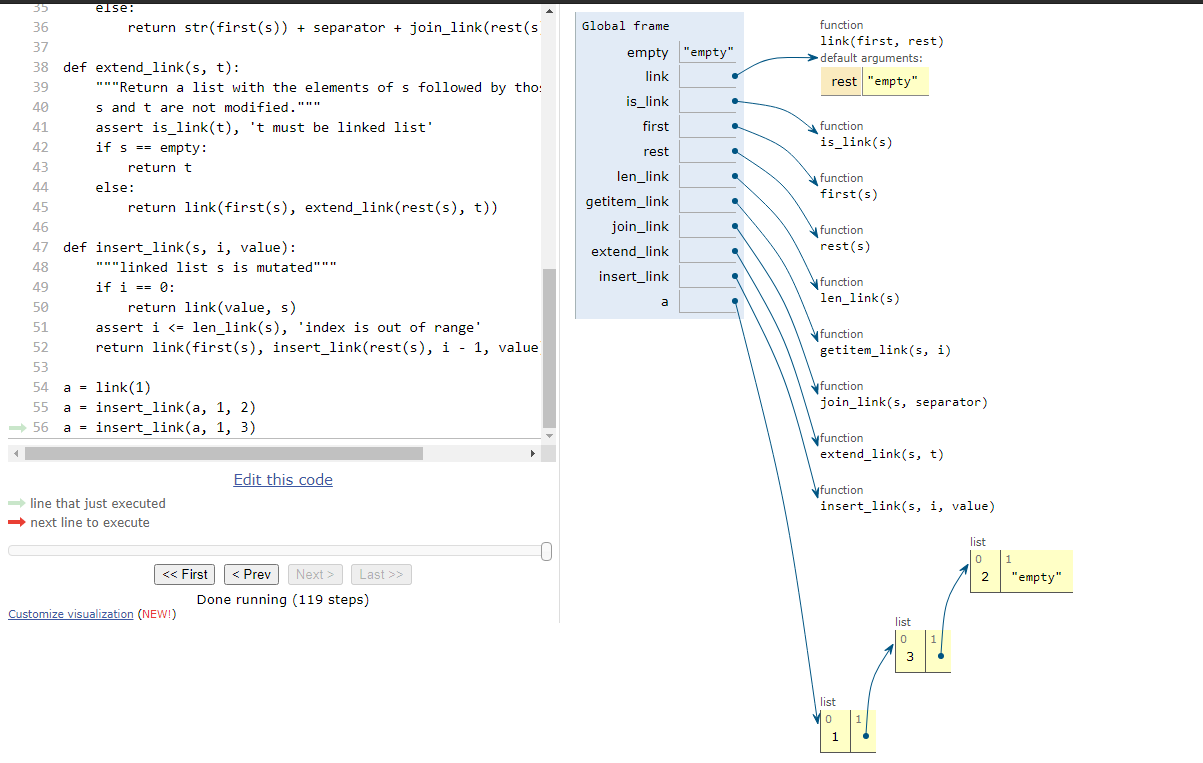 35 else:
36 return str(first(s)) + separator + join_link(rest(s
37
38 def extend_link(s, t):
39 """Return a list with the elements of s followed by thos
40 s and t are not modified."""
41 assert is_link(t), 't must be linked list'
42 if s == empty:
43 return t
44 else:
45 return link(first(s), extend_link(rest(s), t))
46
47 def insert_link(s, i, value):
48 """linked list s is mutated"""
49 if i == 0:
50 return link(value, s)
51 assert i <= len_link(s), 'index is out of range'
52 return link(first(s), insert_link(rest(s), i - 1, value
53
54 a = link(1)
55 a = insert_link(a, 1, 2)
56 a = insert_link(a, 1, 3)
Edit this code
line that just executed
next line to execute
<< First < Prev Next > Last >>
Done running (119 steps)
Customize visualization (NEW!)
Global frame
empty "empty"
link
is_link
first
rest
len_link
getitem_link
join_link
extend_link
insert_link
a
function
link(first, rest)
default arguments:
rest "empty"
function
is_link(s)
function
first(s)
function
rest(s)
function
len_link(s)
function
getitem_link(s, i)
function
join_link(s, separator)
function
extend_link(s, t)
function
insert_link(s, i, value)
list
0 1
2 "empty"
list
0 1
3
list
0 1
1